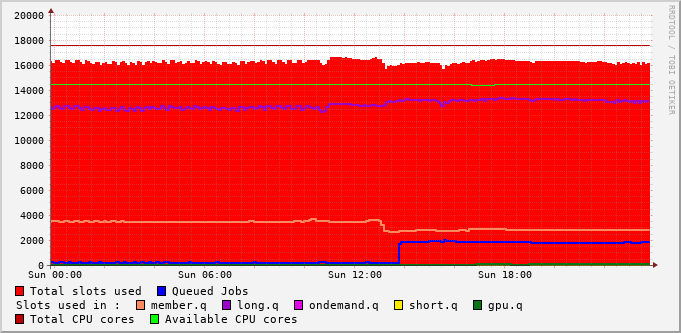 20000
18000
16000
14000
12000
10000
8000
6000
4000
2000
0
Sun 00:00 Sun 06:00 Sun 12:00 Sun 18:00
RRDTOOL / TOBI OETIKER
Total slots used Queued Jobs
Slots used in : member.q long.q ondemand.q short.q gpu.q
Total CPU cores Available CPU cores